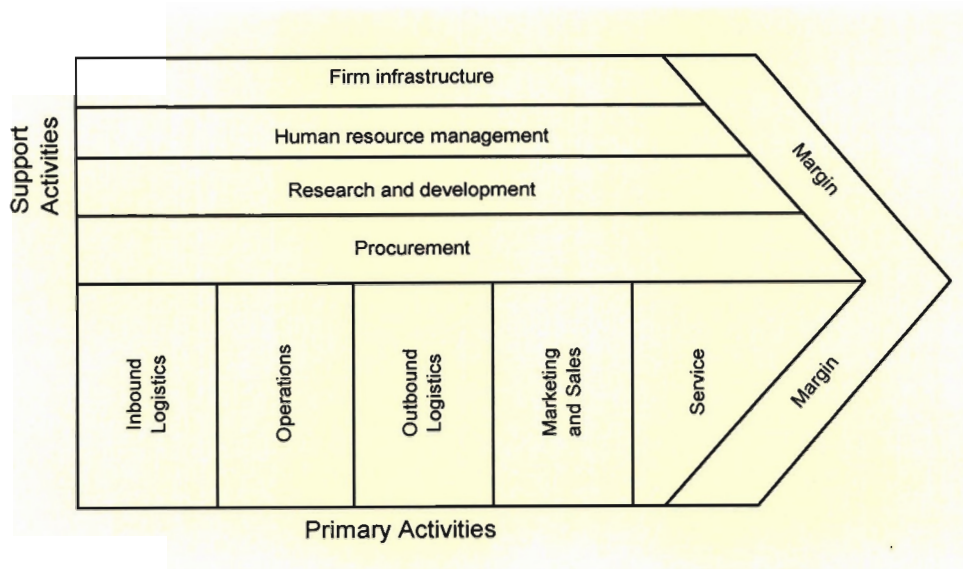 Firm infrastructure
Human resource management
Research and development
Procurement
Support
Activities
Margin
Inbound
Logistics
Operations
Outbound
Logistics
Marketing
and Sales
Service
Margin
Primary Activities